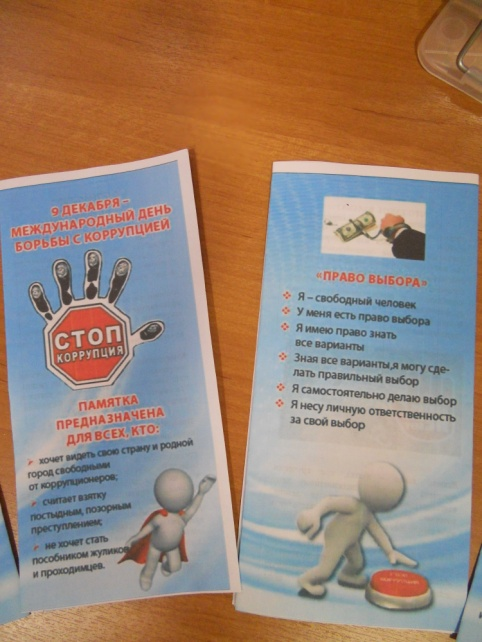 9 ДЕКАБРЯ –
МЕЖДУНАРОДНЫЙ ДЕНЬ
БОРЬБЫ С КОРРУПЦИЕЙ
СТОП
КОРРУПЦИЯ
ПАМЯТКА
ПРЕДНАЗНАЧЕНА
ДЛЯ ВСЕХ, КТО:
хочет видеть свою страну и родной
город свободными
от коррупционеров;
считает взятку
постыдным, позорным
преступлением;
не хочет стать
пособником жуликов
и проходимцев.
«ПРАВО ВЫБОРА»
Я – свободный человек
У меня есть право выбора
Я имею право знать
все варианты
Зная все варианты,я могу сде-
лать правильный выбор
Я самостоятельно делаю выбор
Я несу личную ответственность
за свой выбор
СТОП
КОРРУПЦИЯ